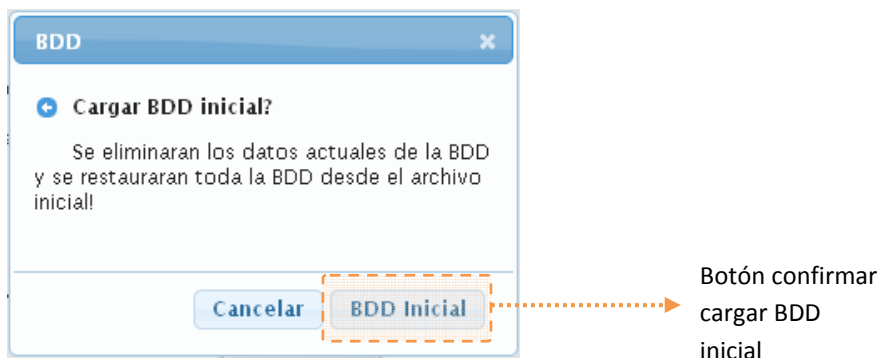 BDD
Cargar BDD inicial?
Se eliminaran los datos actuales de la BDD
y se restauraran toda la BDD desde el archivo
inicial!
Cancelar BDD Inicial
Botón confirmar
cargar BDD
inicial